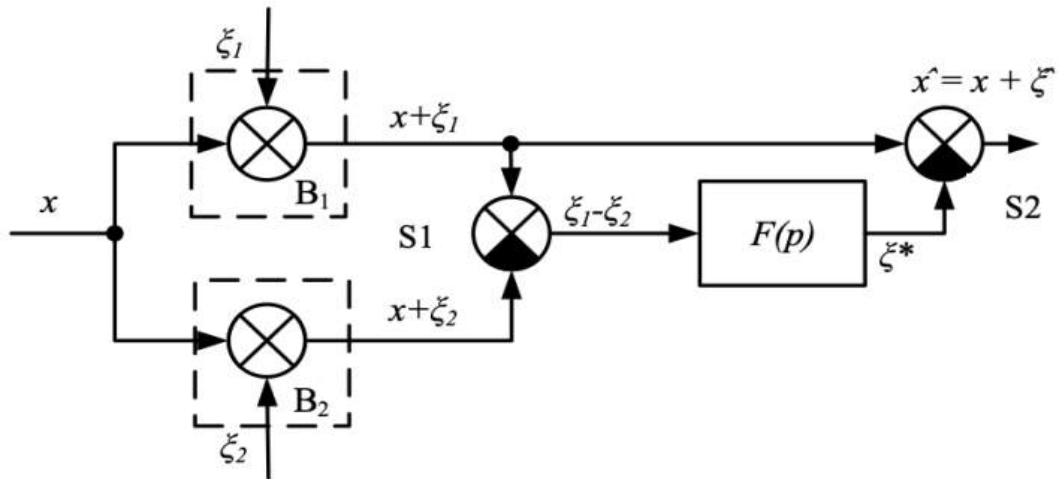 ξ₁
x^= x + ξ^
x+ξ₁
B₁
x
S1
ξ₁-ξ₂
F(p)
S2
ξ*
x+ξ₂
B₂
ξ₂